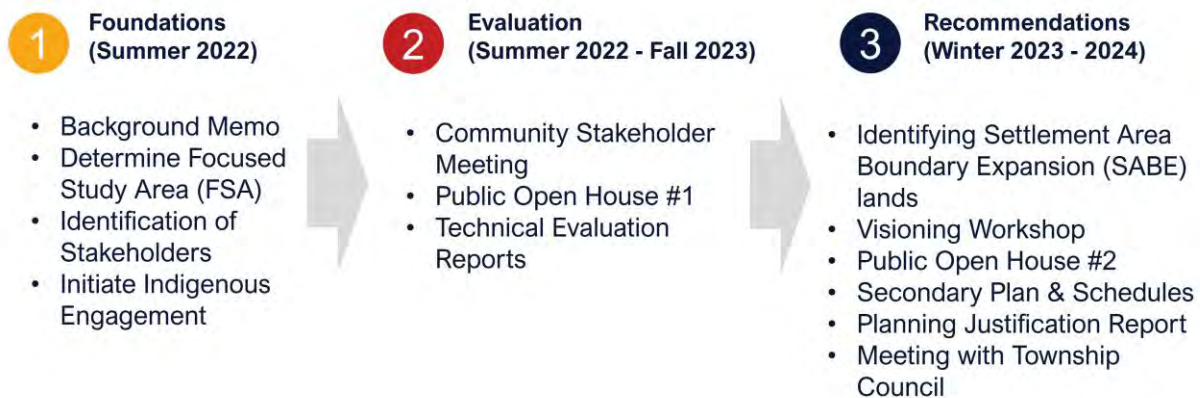 1
Foundations
(Summer 2022)
• Background Memo
• Determine Focused
Study Area (FSA)
• Identification of
Stakeholders
• Initiate Indigenous
Engagement
2
Evaluation
(Summer 2022 - Fall 2023)
• Community Stakeholder
Meeting
• Public Open House #1
• Technical Evaluation
Reports
3
Recommendations
(Winter 2023 - 2024)
• Identifying Settlement Area
Boundary Expansion (SABE)
lands
• Visioning Workshop
• Public Open House #2
• Secondary Plan & Schedules
• Planning Justification Report
• Meeting with Township
Council